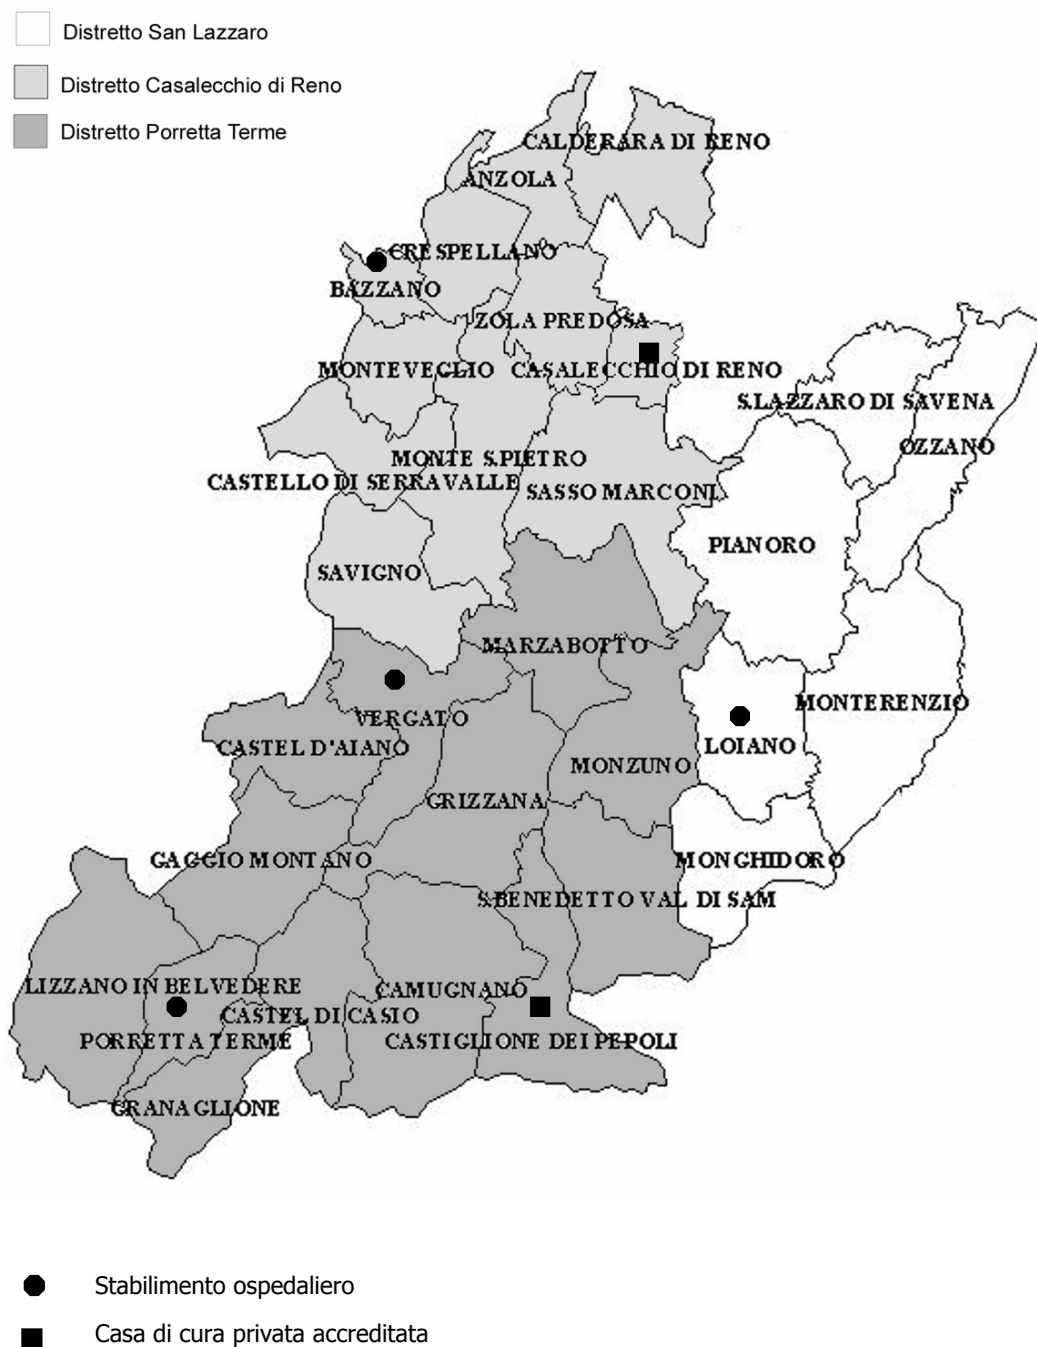 Distretto San Lazzaro
Distretto Casalecchio di Reno
Distretto Porretta Terme
CALDERARA DI RENO
ANZOLA
CRESPELLANO
BAZZANO
ZOLA PREDOSA
MONTEVEGLIO
CASALECCHIO DI RENO
S.LAZZARO DI SAVENA
OZZANO
MONTE S.PIETRO
CASTELLO DI SERRAVALLE
SASSO MARCONI
PIANORO
SAVIGNO
MARZABOTTO
MONTERENZIO
VERGATO
LOIANO
CASTEL D'AIANO
MONZUNO
GRIZZANA
GAGGIO MONTANO
MONGHIDORO
S.BENEDETTO VAL DI SAM
LIZZANO IN BELVEDERE
CAMUGNANO
CASTEL DI CASIO
PORRETTA TERME
CASTIGLIONE DEI PEPOLI
GRANAGLIONE
Stabilimento ospedaliero
Casa di cura privata accreditata